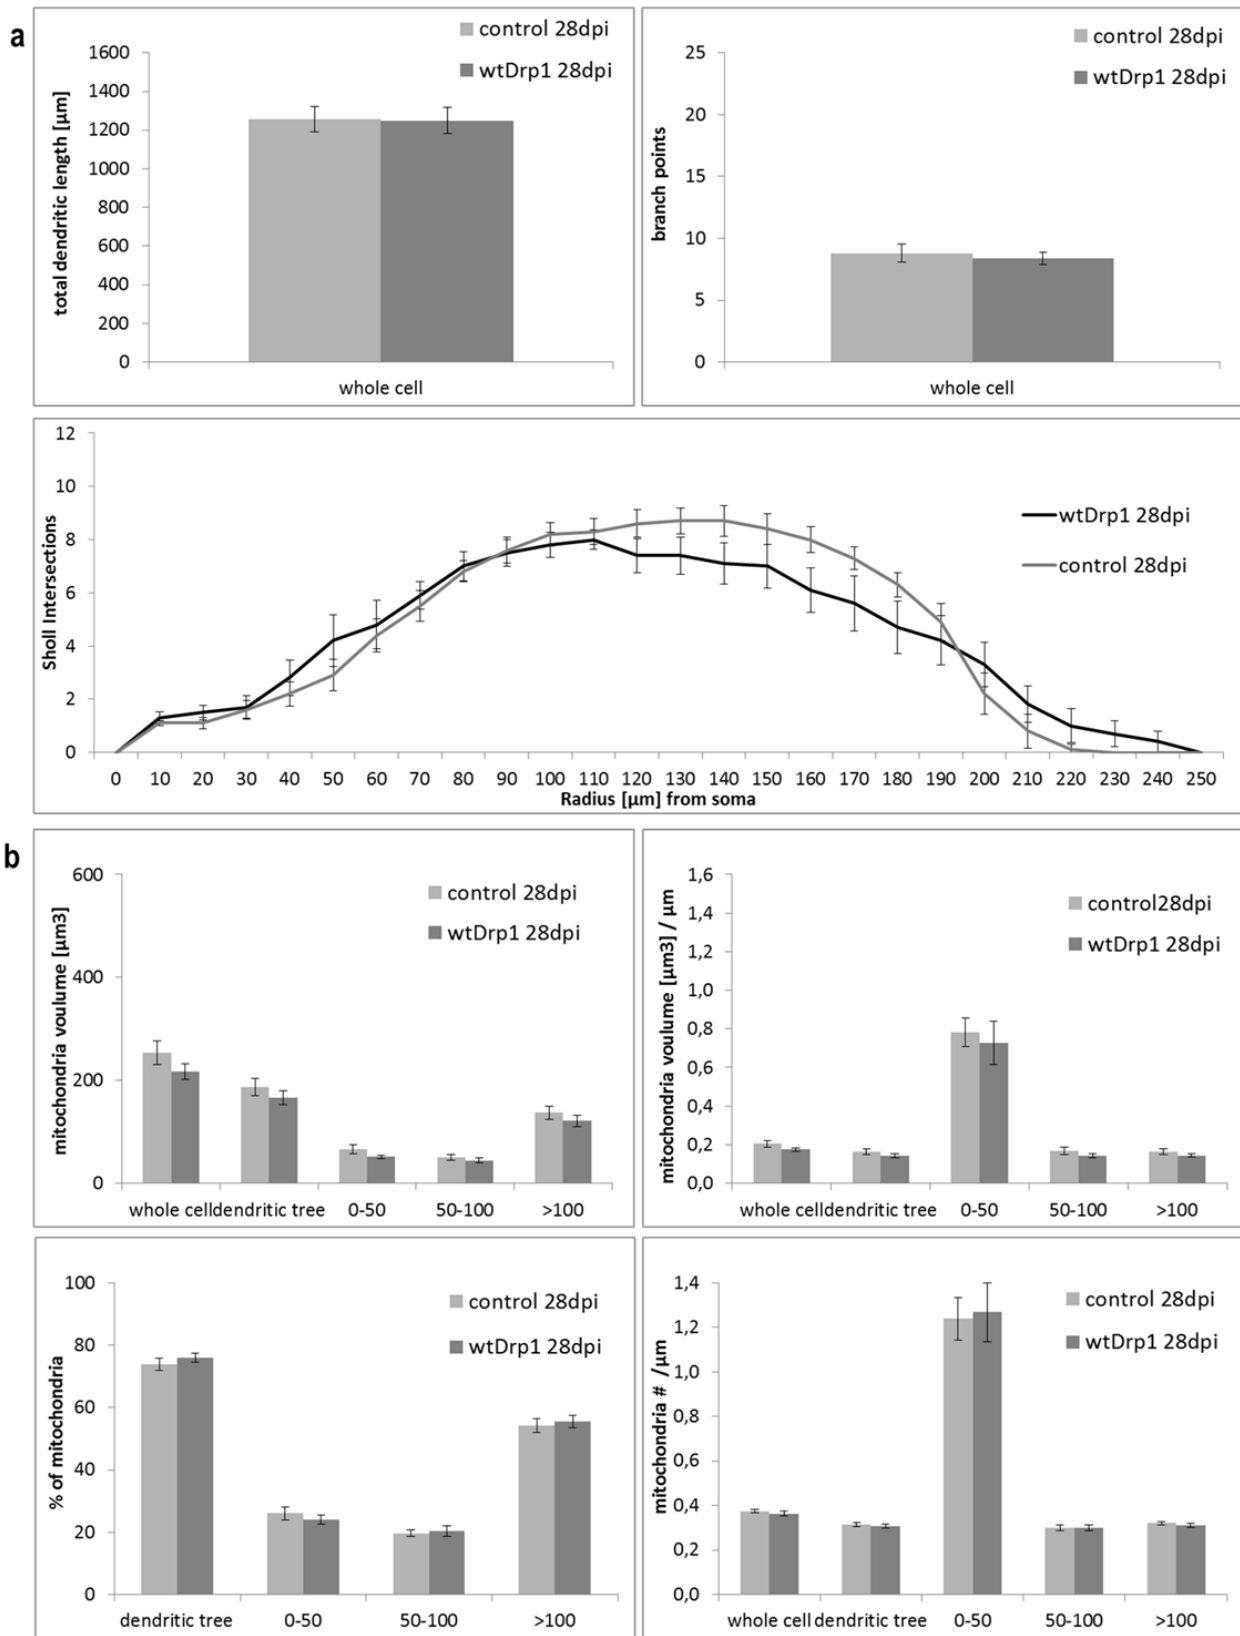 a
control 28dpi
wtDrp1 28dpi
total dendritic length [µm]
1600
1400
1200
1000
800
600
400
200
0
whole cell
control 28dpi
wtDrp1 28dpi
branch points
25
20
15
10
5
0
whole cell
Sholl Intersections
12
10
8
6
4
2
0
wtDrp1 28dpi
control 28dpi
0 10 20 30 40 50 60 70 80 90 100 110 120 130 140 150 160 170 180 190 200 210 220 230 240 250
Radius [µm] from soma
b
mitochondria voulume [µm3]
600
400
200
0
control 28dpi
wtDrp1 28dpi
whole cell dendritic tree 0-50 50-100 >100
mitochondria voulume [µm3] / µm
1,6
1,4
1,2
1,0
0,8
0,6
0,4
0,2
0,0
control28dpi
wtDrp1 28dpi
whole cell dendritic tree 0-50 50-100 >100
% of mitochondria
100
80
60
40
20
0
control 28dpi
wtDrp1 28dpi
dendritic tree 0-50 50-100 >100
mitochondria # /µm
1,4
1,2
1,0
0,8
0,6
0,4
0,2
0,0
control 28dpi
wtDrp1 28dpi
whole cell dendritic tree 0-50 50-100 >100